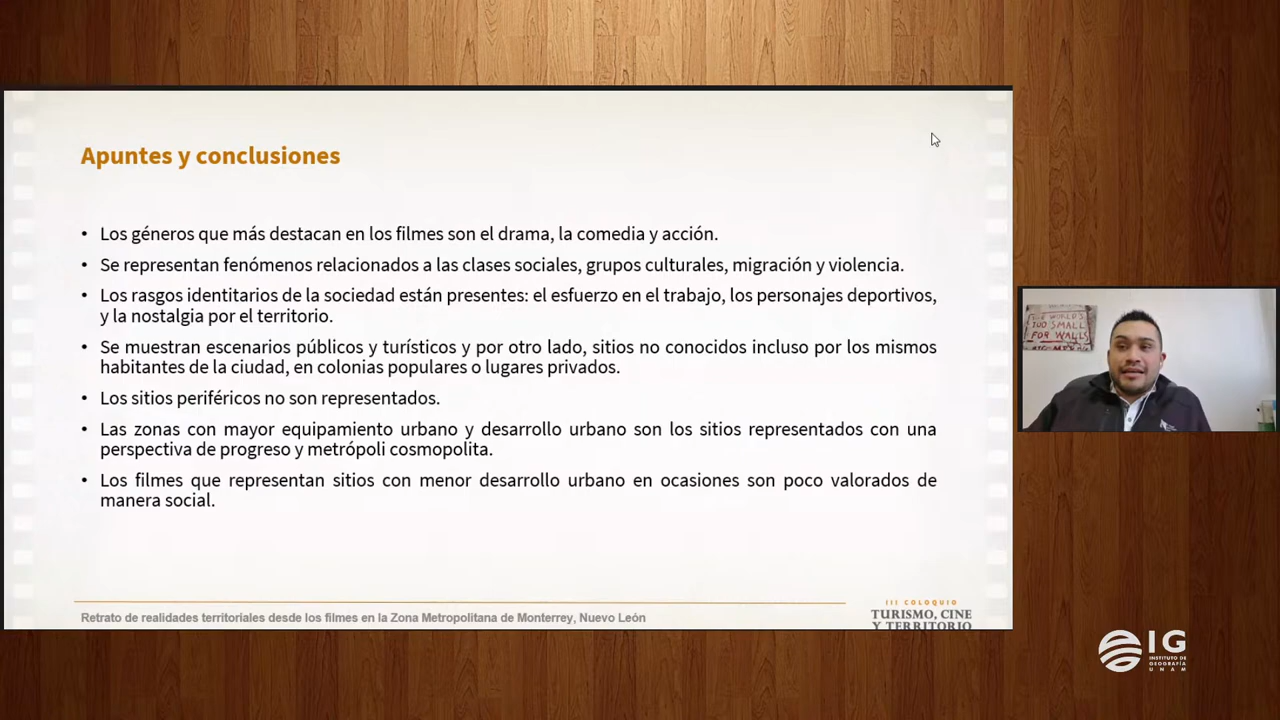 Apuntes y conclusiones
• Los géneros que más destacan en los filmes son el drama, la comedia y acción.
• Se representan fenómenos relacionados a las clases sociales, grupos culturales, migración y violencia.
• Los rasgos identitarios de la sociedad están presentes: el esfuerzo en el trabajo, los personajes deportivos,
y la nostalgia por el territorio.
• Se muestran escenarios públicos y turísticos y por otro lado, sitios no conocidos incluso por los mismos
habitantes de la ciudad, en colonias populares o lugares privados.
• Los sitios periféricos no son representados.
• Las zonas con mayor equipamiento urbano y desarrollo urbano son los sitios representados con una
perspectiva de progreso y metrópoli cosmopolita.
• Los filmes que representan sitios con menor desarrollo urbano en ocasiones son poco valorados de
manera social.
Retrato de realidades territoriales desde los filmes en la Zona Metropolitana de Monterrey, Nuevo León
III COLOQUIO
TURISMO, CINE
Y TERRITORIO
THE WORLD'S
TOO SMALL
FOR WALLS
IG
INSTITUTO DE
GEOGRAFÍA
UNAM